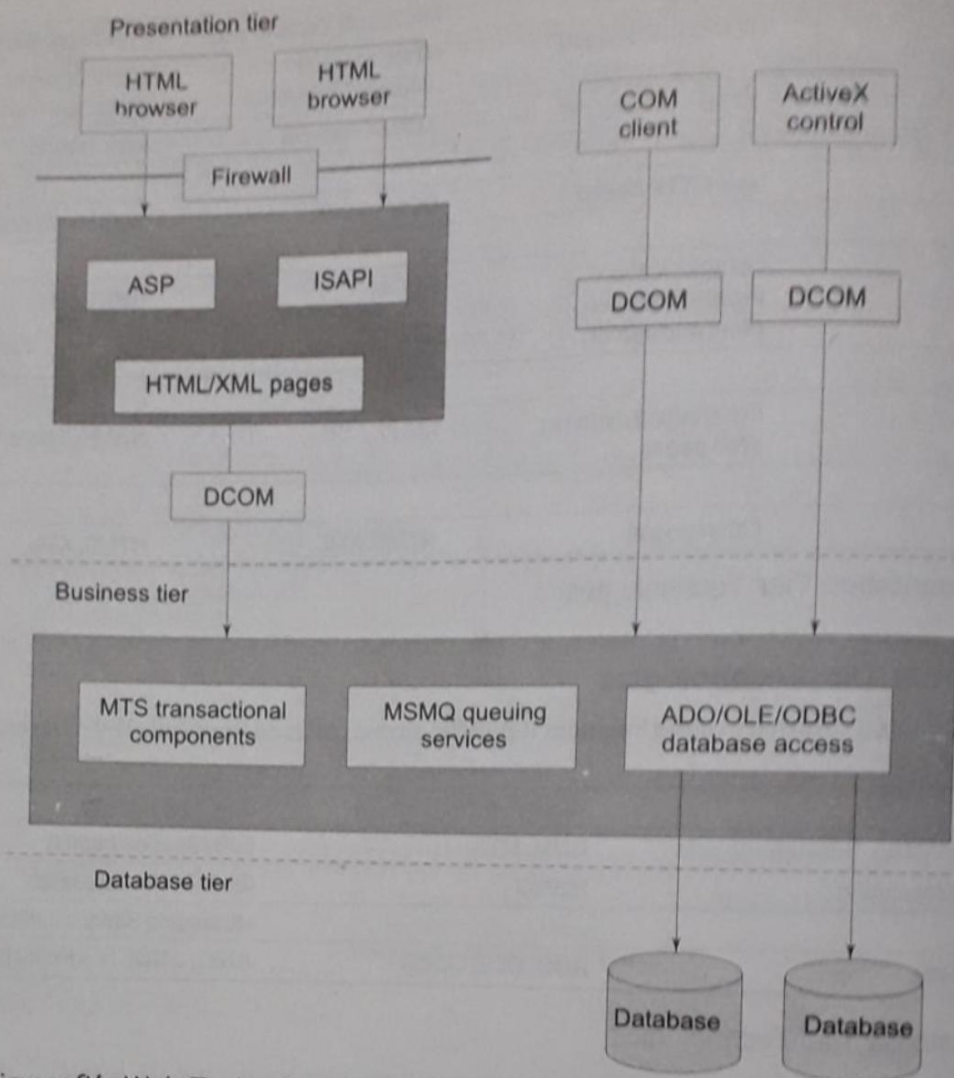 Presentation tier
HTML
browser
HTML
browser
COM
client
ActiveX
control
Firewall
ASP
ISAPI
HTML/XML pages
DCOM
DCOM
DCOM
Business tier
MTS transactional
components
MSMQ queuing
services
ADO/OLE/ODBC
database access
Database tier
Database
Database